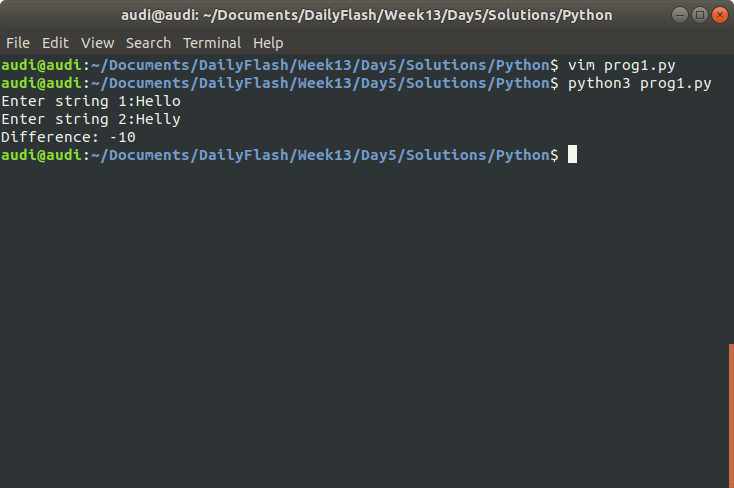 audi@audi: ~/Documents/DailyFlash/Week13/Day5/Solutions/Python
File Edit View Search Terminal Help
audi@audi:~/Documents/DailyFlash/Week13/Day5/Solutions/Python$ vim prog1.py
audi@audi:~/Documents/DailyFlash/Week13/Day5/Solutions/Python$ python3 prog1.py
Enter string 1:Hello
Enter string 2:Helly
Difference: -10
audi@audi:~/Documents/DailyFlash/Week13/Day5/Solutions/Python$